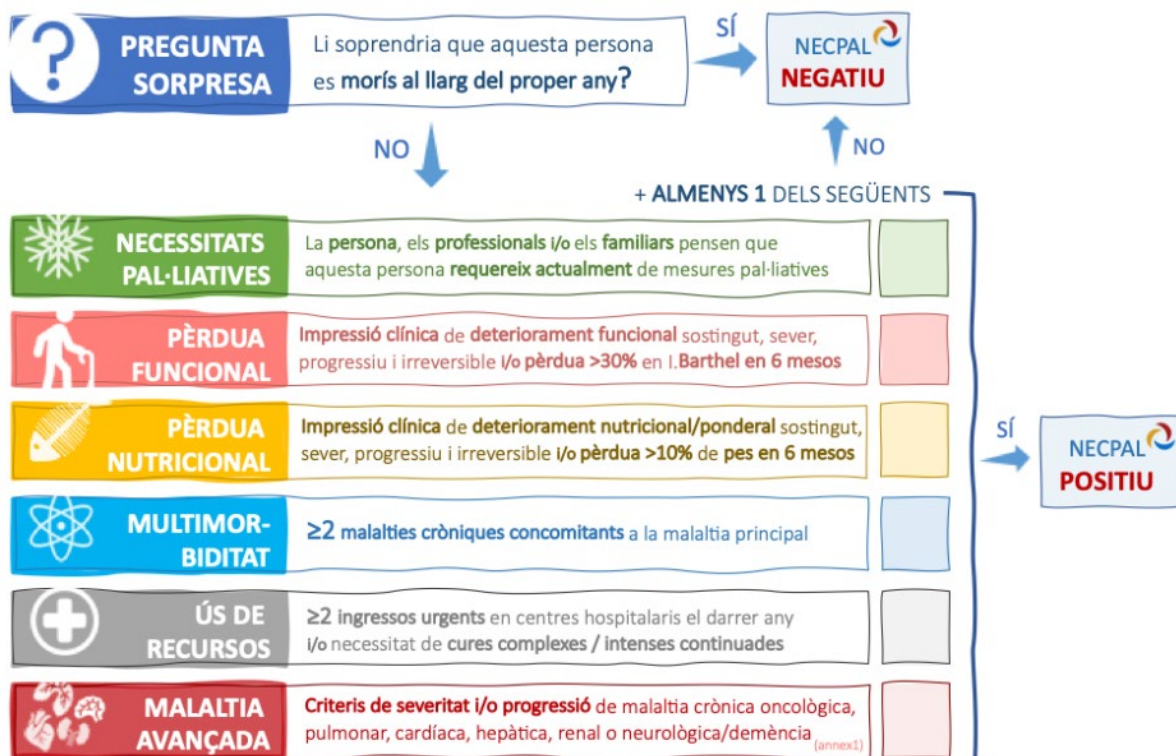 PREGUNTA
SORPRESA
Li soprendria que aquesta persona
es morís al llarg del proper any?
SÍ
NECPAL
NEGATIU
NO
NO
+ ALMENYS 1 DELS SEGÜENTS
NECESSITATS
PAL·LIATIVES
La persona, els professionals i/o els familiars pensen que
aquesta persona requereix actualment de mesures pal·liatives
PÈRDUA
FUNCIONAL
Impressió clínica de deteriorament funcional sostingut, sever,
progressiu i irreversible i/o pèrdua >30% en I.Barthel en 6 mesos
PÈRDUA
NUTRICIONAL
Impressió clínica de deteriorament nutricional/ponderal sostingut,
sever, progressiu i irreversible i/o pèrdua >10% de pes en 6 mesos
SÍ
NECPAL
POSITIU
MULTIMOR-
BIDITAT
≥2 malalties cròniques concomitants a la malaltia principal
ÚS DE
RECURSOS
≥2 ingressos urgents en centres hospitalaris el darrer any
i/o necessitat de cures complexes / intenses continuades
MALALTIA
AVANÇADA
Criteris de severitat i/o progressió de malaltia crònica oncològica,
pulmonar, cardíaca, hepàtica, renal o neurològica/demència (annex1)